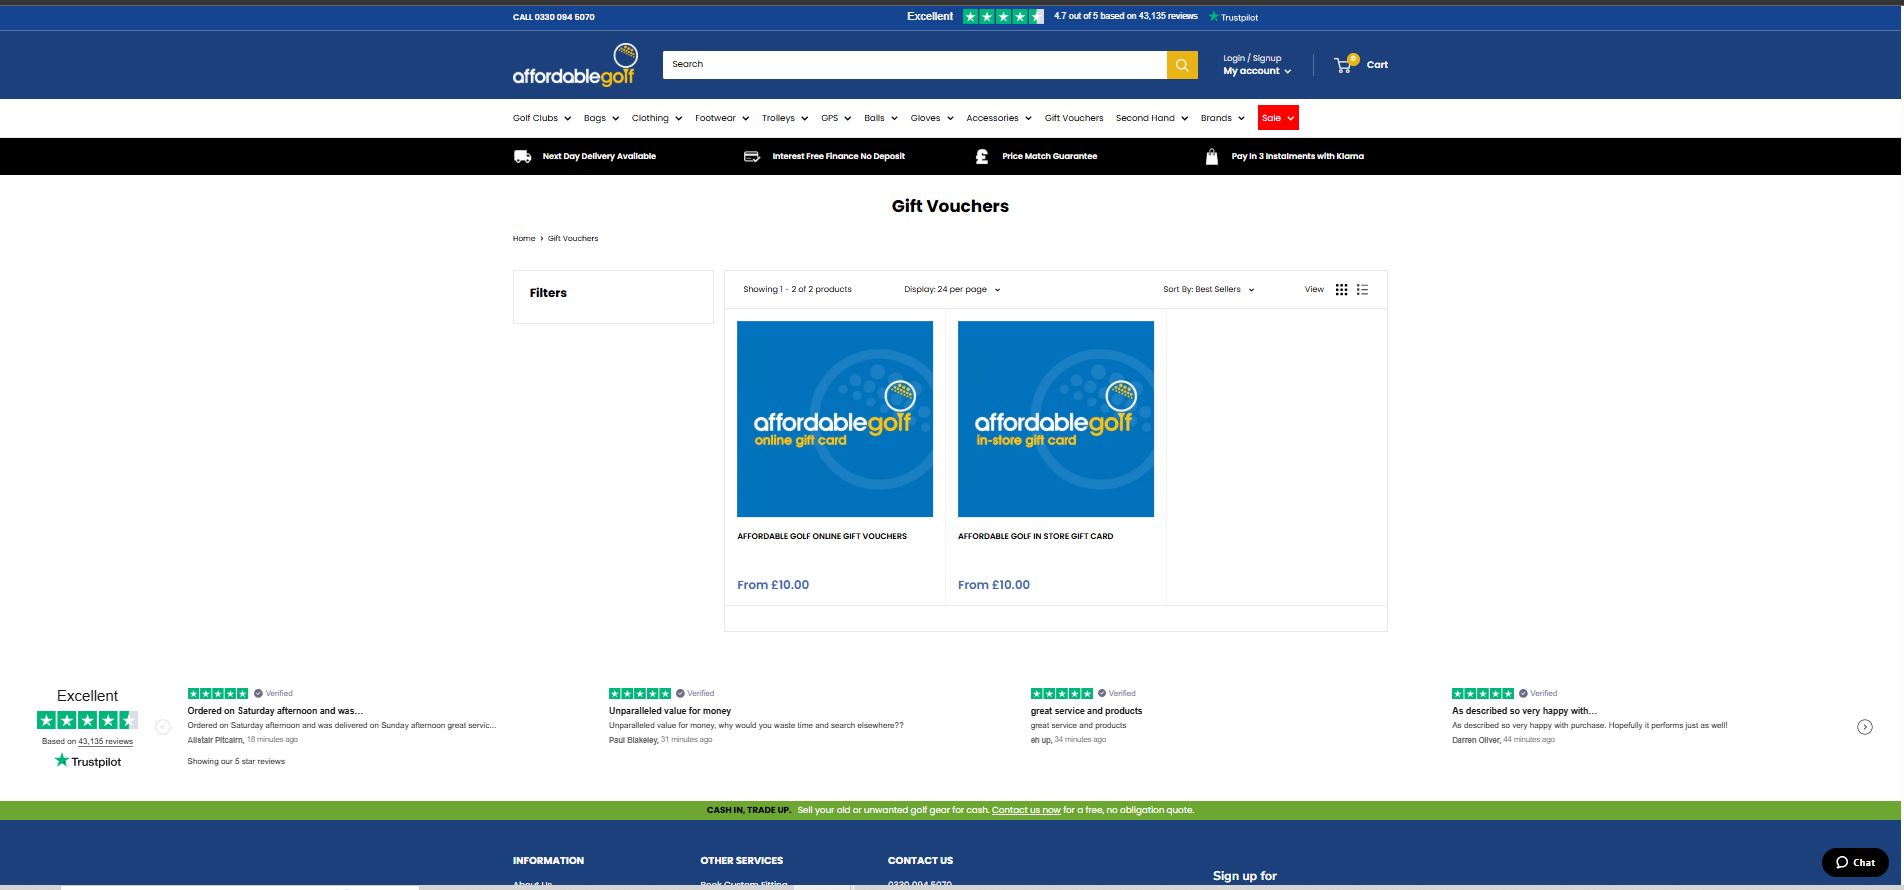 CALL 0330 094 5070
Excellent 4.7 out of 5 based on 43,135 reviews Trustpilot
affordablegolf
Search
Login / Signup
My account
0 Cart
Golf Clubs Bags Clothing Footwear Trolleys GPS Balls Gloves Accessories Gift Vouchers Second Hand Brands Sale
Next Day Delivery Available Interest Free Finance No Deposit Price Match Guarantee Pay In 3 Instalments with Klarna
Gift Vouchers
Home › Gift Vouchers
Filters
Showing 1 - 2 of 2 products Display: 24 per page Sort By: Best Sellers View
affordablegolf
online gift card
affordablegolf
in-store gift card
AFFORDABLE GOLF ONLINE GIFT VOUCHERS
AFFORDABLE GOLF IN STORE GIFT CARD
From £10.00
From £10.00
Excellent
Based on 43,135 reviews
Trustpilot
Verified
Ordered on Saturday afternoon and was...
Ordered on Saturday afternoon and was delivered on Sunday afternoon great servic...
Alistair Pitcairn, 18 minutes ago
Showing our 5 star reviews
Verified
Unparalleled value for money
Unparalleled value for money, why would you waste time and search elsewhere??
Paul Blakeley, 31 minutes ago
Verified
great service and products
great service and products
eh up, 34 minutes ago
Verified
As described so very happy with...
As described so very happy with purchase. Hopefully it performs just as well!
Darren Oliver, 44 minutes ago
CASH IN, TRADE UP. Sell your old or unwanted golf gear for cash. Contact us now for a free, no obligation quote.
INFORMATION
About Us
OTHER SERVICES
Book Custom Fitting
CONTACT US
0330 094 5070
Sign up for
Chat